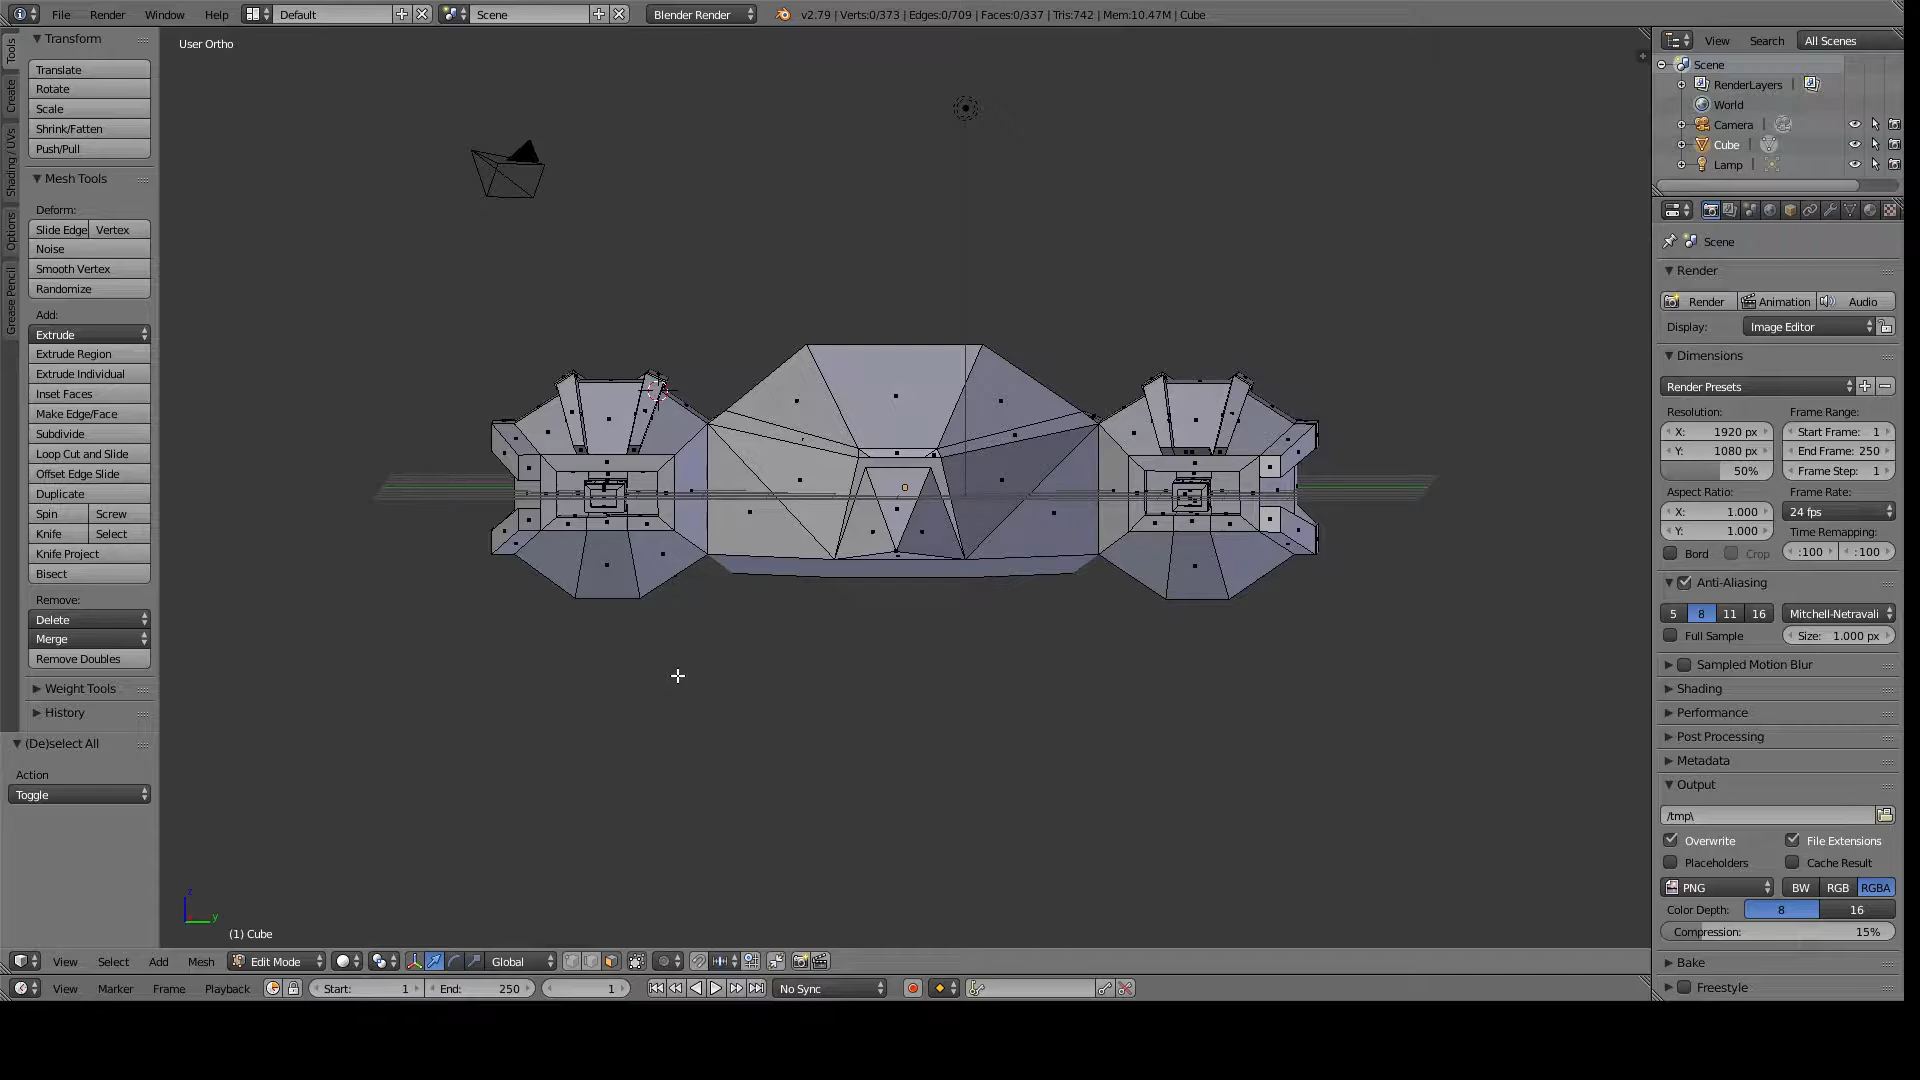 File Render Window Help Default Scene Blender Render v2.79 | Verts:0/373 | Edges:0/709 | Faces:0/337 | Tris:742 | Mem:10.47M | Cube
Tools
Create
Shading / UVs
Options
Grease Pencil
Transform
Translate
Rotate
Scale
Shrink/Fatten
Push/Pull
Mesh Tools
Deform:
Slide Edge Vertex
Noise
Smooth Vertex
Randomize
Add:
Extrude
Extrude Region
Extrude Individual
Inset Faces
Make Edge/Face
Subdivide
Loop Cut and Slide
Offset Edge Slide
Duplicate
Spin Screw
Knife Select
Knife Project
Bisect
Remove:
Delete
Merge
Remove Doubles
Weight Tools
History
(De)select All
Action
Toggle
User Ortho
z
y
(1) Cube
View Select Add Mesh Edit Mode Global
View Marker Frame Playback Start: 1 End: 250 1 No Sync
View Search All Scenes
Scene
RenderLayers
World
Camera
Cube
Lamp
Scene
Render
Render Animation Audio
Display: Image Editor
Dimensions
Render Presets
Resolution: Frame Range:
X: 1920 px Start Frame: 1
Y: 1080 px End Frame: 250
50% Frame Step: 1
Aspect Ratio: Frame Rate:
X: 1.000 24 fps
Y: 1.000 Time Remapping:
Bord Crop :100 :100
Anti-Aliasing
5 8 11 16 Mitchell-Netravali
Full Sample Size: 1.000 px
Sampled Motion Blur
Shading
Performance
Post Processing
Metadata
Output
/tmp\
Overwrite File Extensions
Placeholders Cache Result
PNG BW RGB RGBA
Color Depth: 8 16
Compression: 15%
Bake
Freestyle